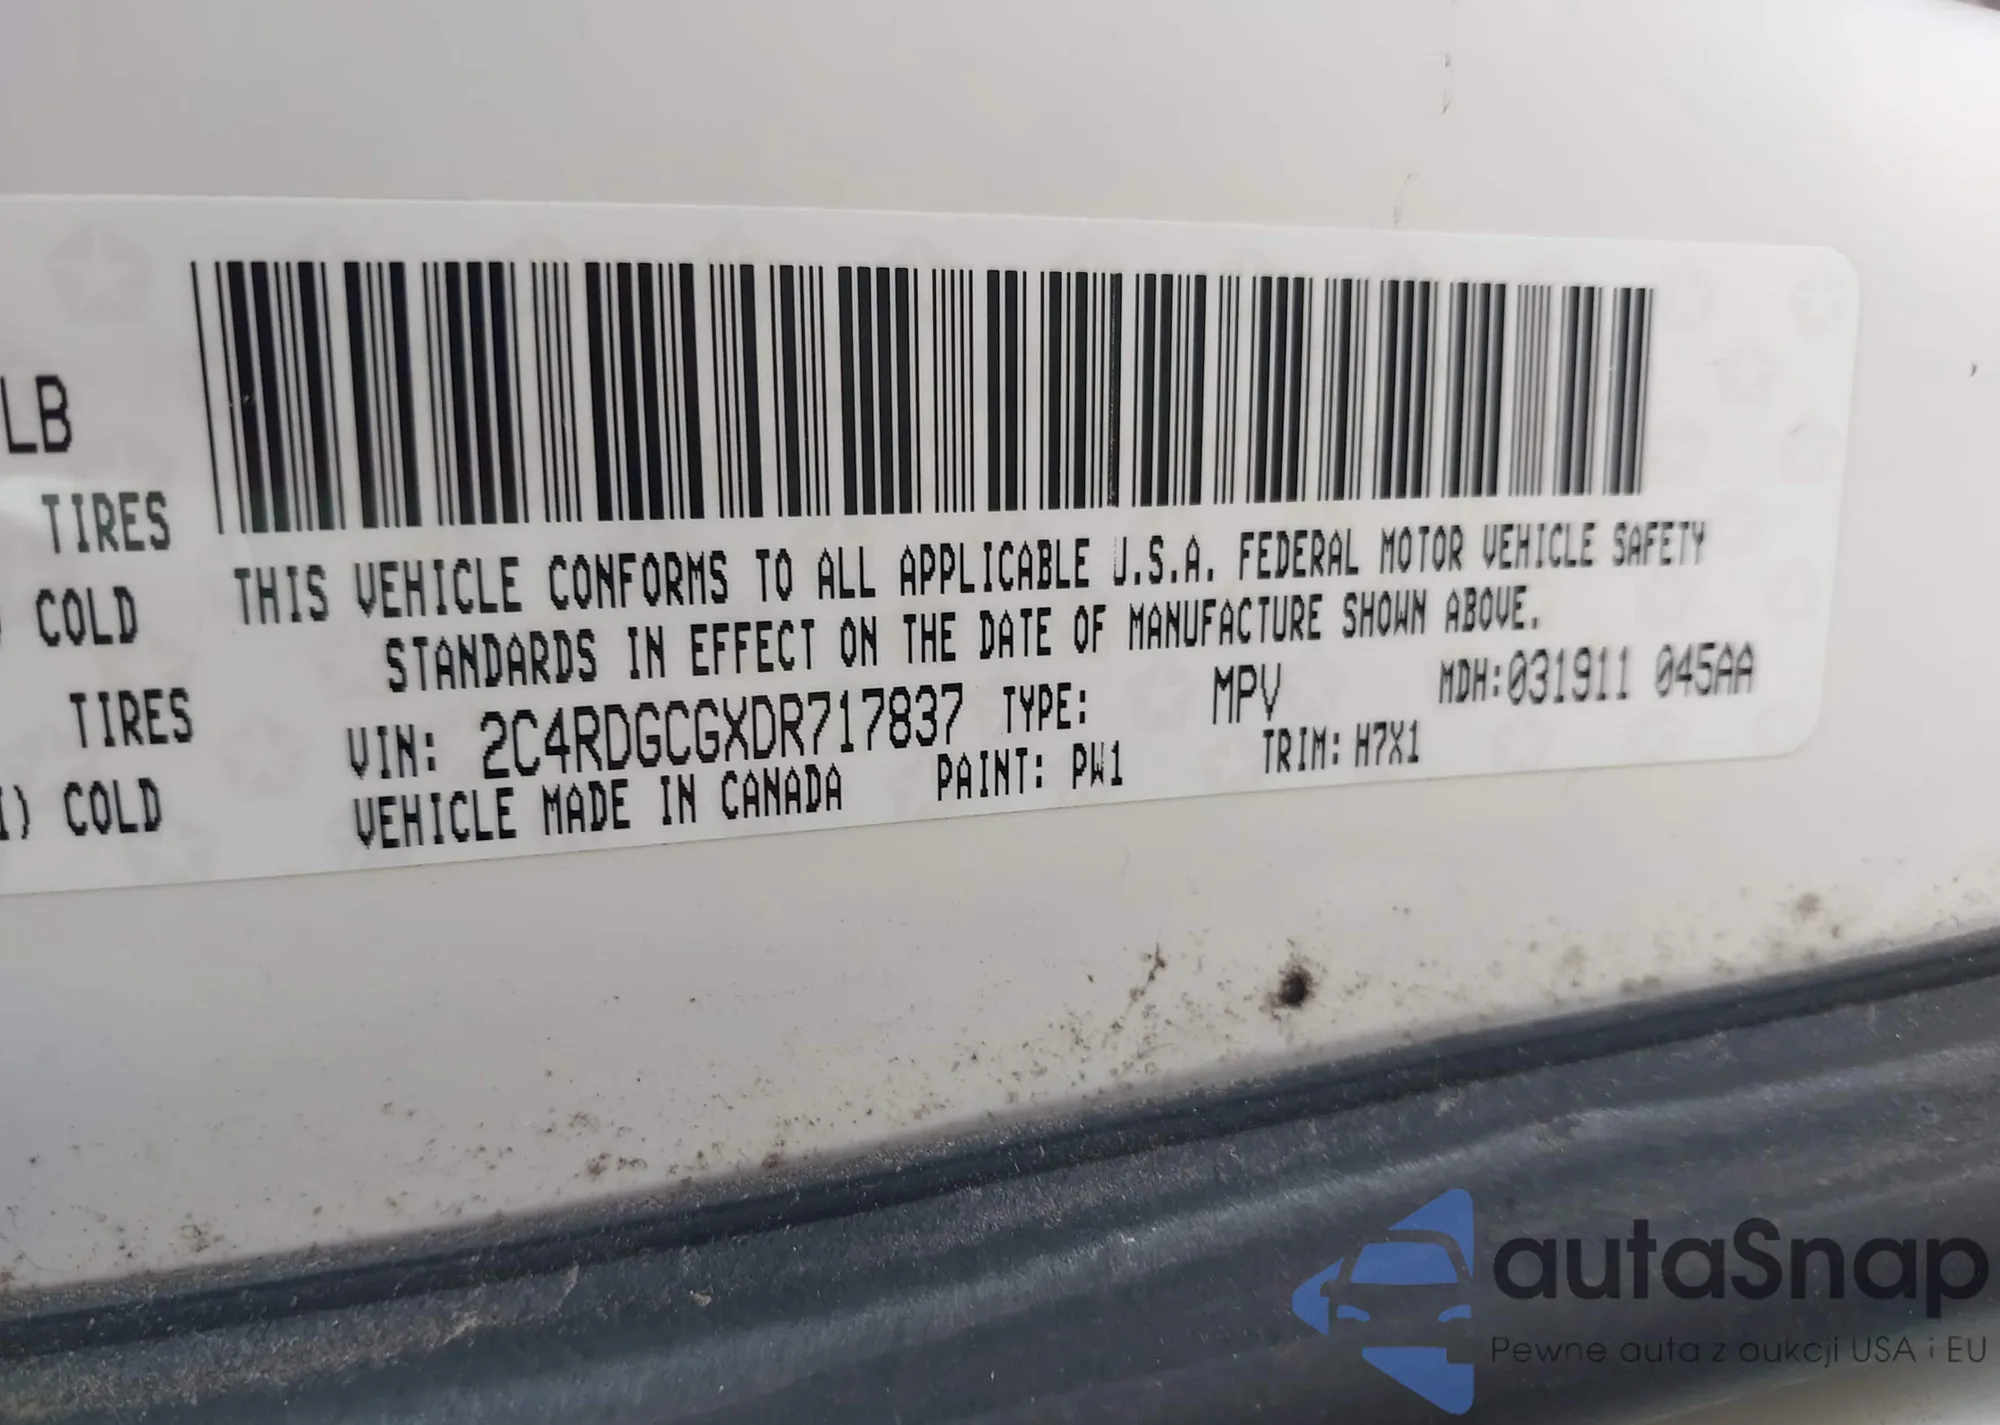 LB
TIRES
COLD
TIRES
I) COLD
THIS VEHICLE CONFORMS TO ALL APPLICABLE U.S.A. FEDERAL MOTOR VEHICLE SAFETY
STANDARDS IN EFFECT ON THE DATE OF MANUFACTURE SHOWN ABOVE.
VIN: 2C4RDGCGXDR717837 TYPE: MPV MDH:031911 045AA
VEHICLE MADE IN CANADA PAINT: PW1 TRIM: H7X1
autaSnap
Pewne auta z aukcji USA i EU